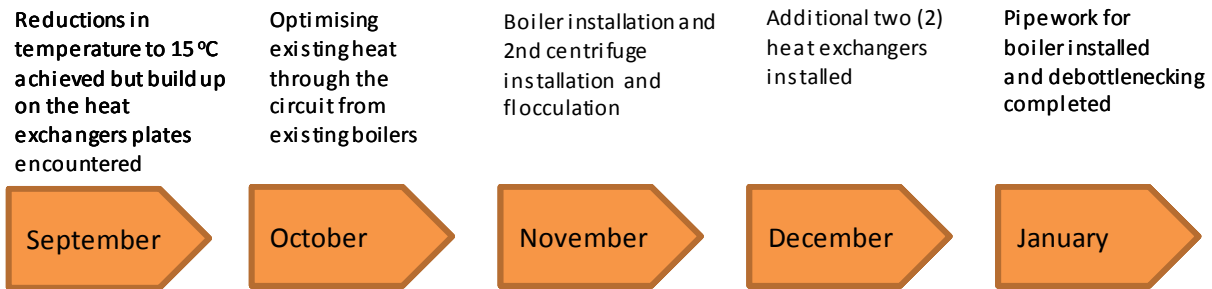 Reductions in
temperature to 15 ºC
achieved but build up
on the heat
exchangers plates
encountered
Optimising
existing heat
through the
circuit from
existing boilers
Boiler installation and
2nd centrifuge
installation and
flocculation
Additional two (2)
heat exchangers
installed
Pipework for
boiler installed
and debottlenecking
completed
September
October
November
December
January